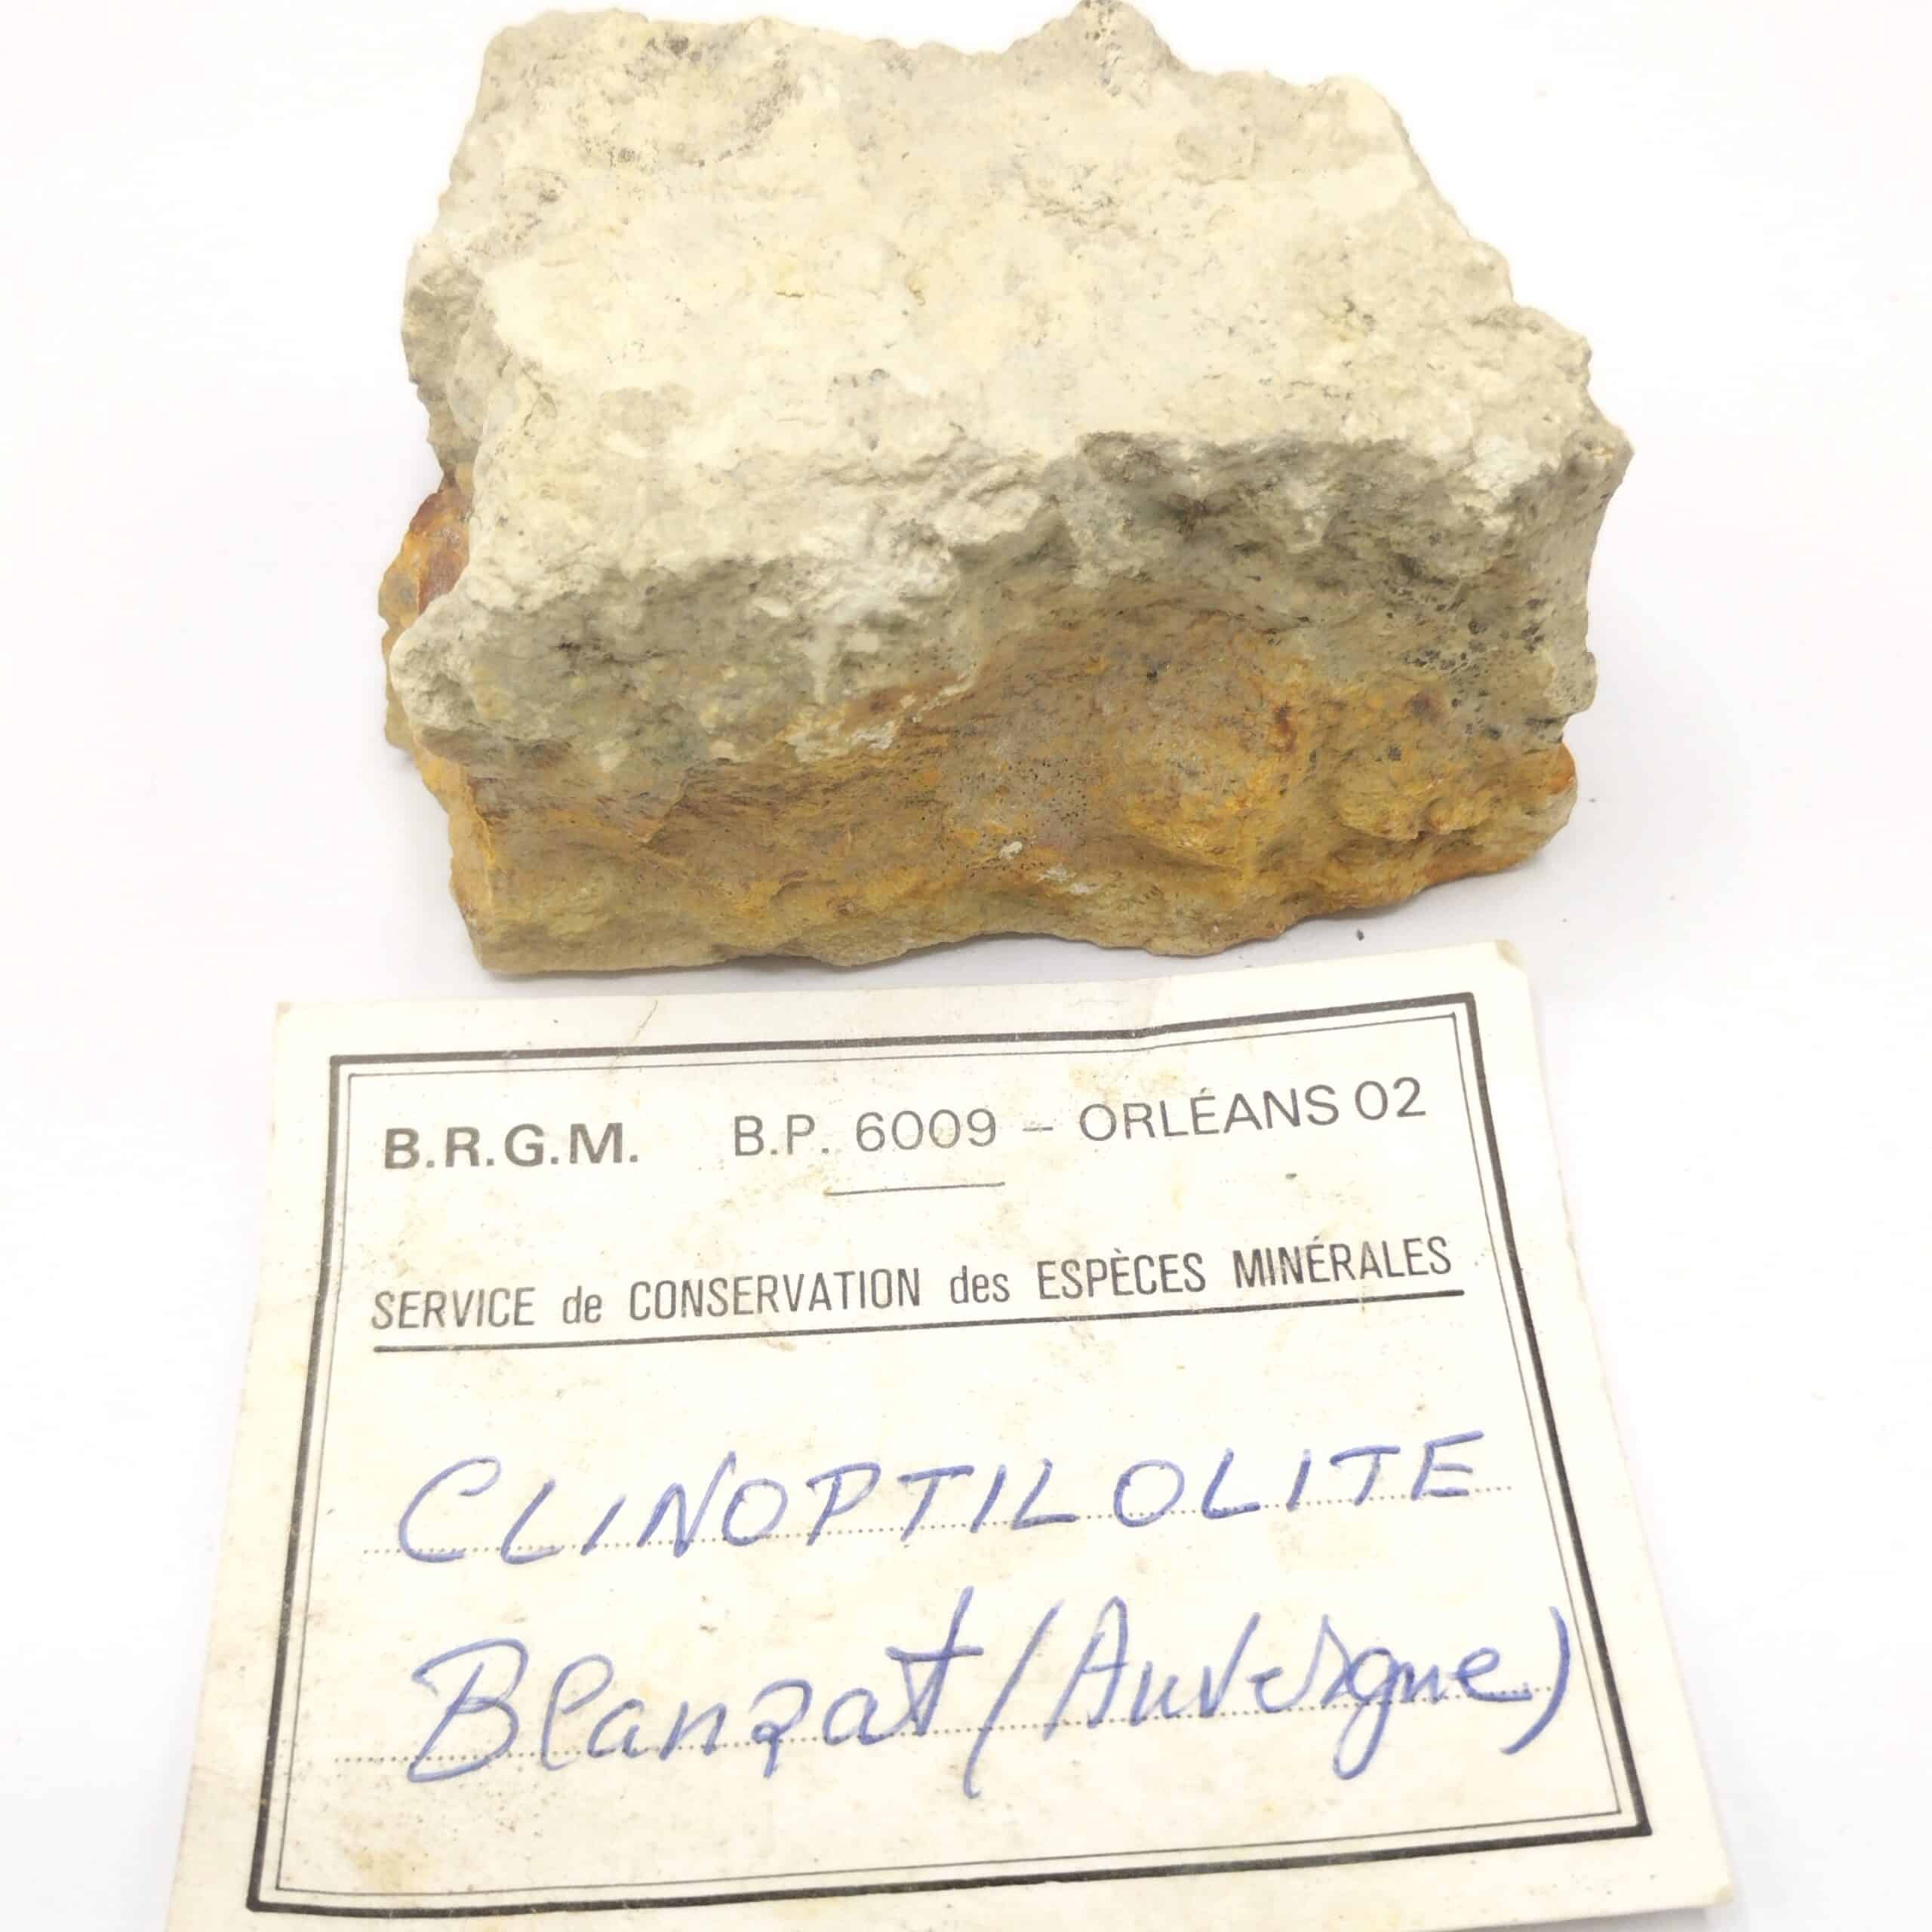 B.R.G.M. B.P. 6009 – ORLÉANS 02
SERVICE de CONSERVATION des ESPÈCES MINÉRALES
CLINOPTILOLITE
Blanzat (Auvergne)